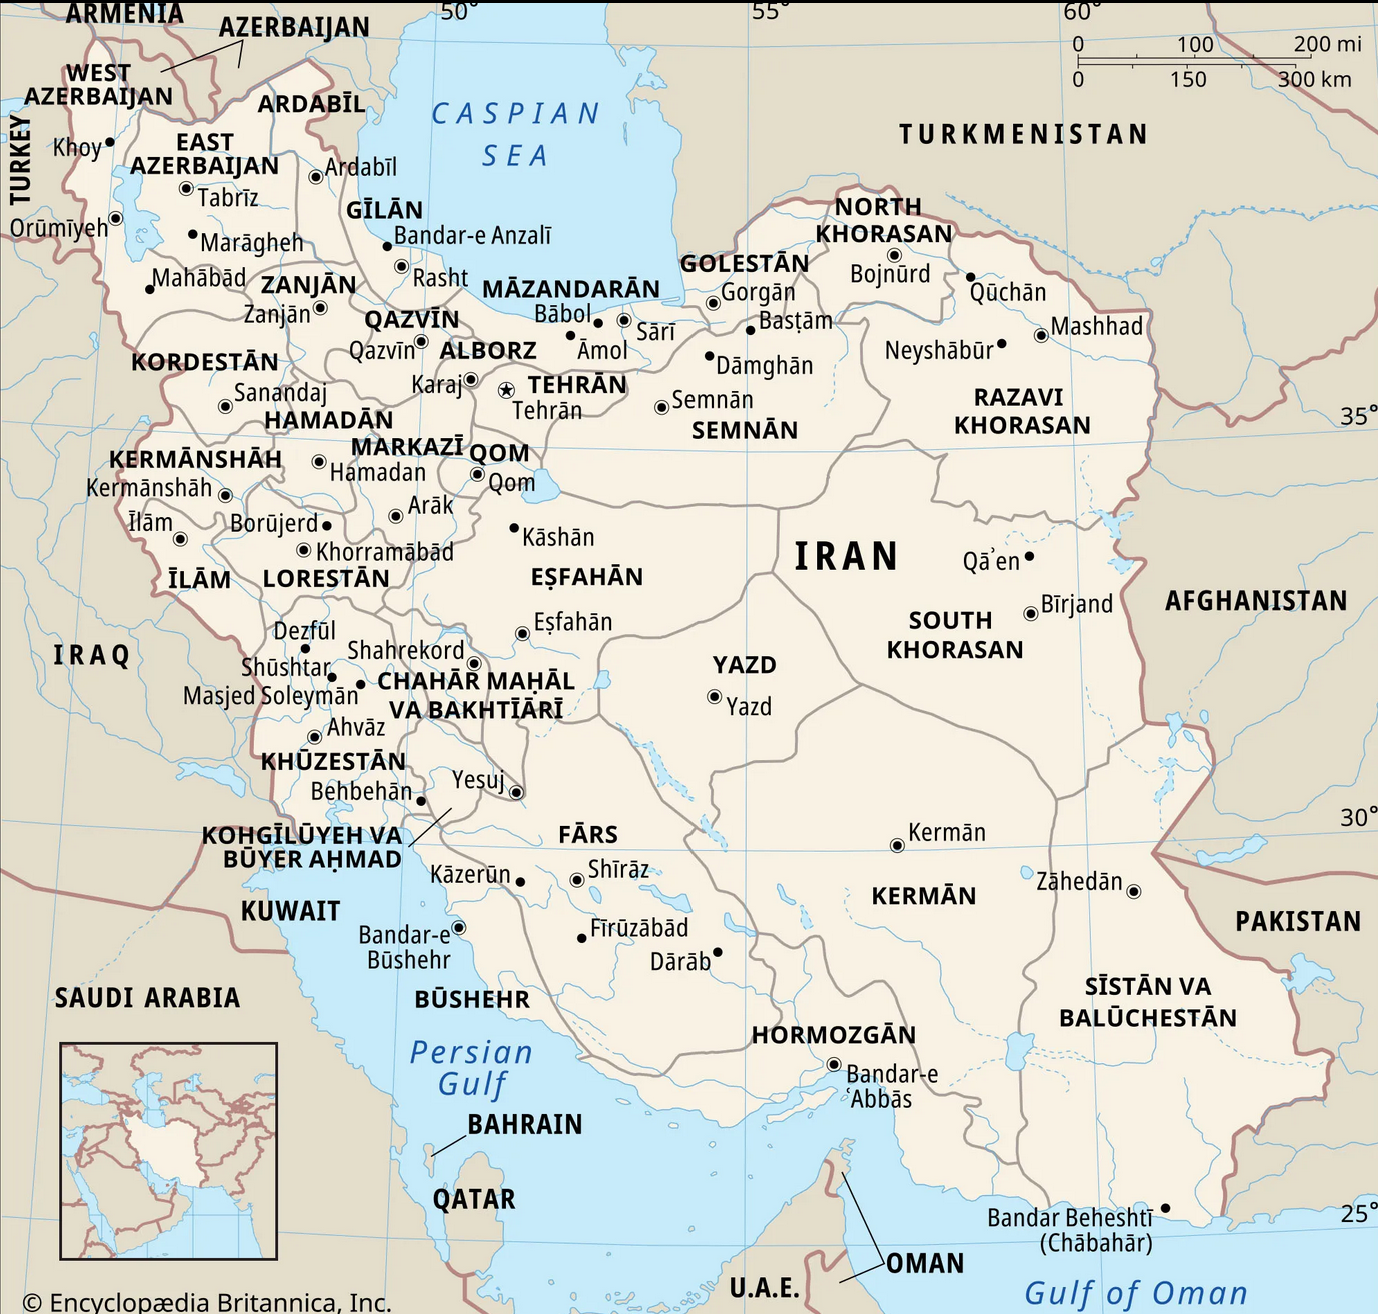 ARMENIA
50°
55°
60°
AZERBAIJAN
0 100 200 mi
0 150 300 km
WEST
AZERBAIJAN
ARDABĪL
CASPIAN
SEA
TURKMENISTAN
TURKEY
Khoy
EAST
AZERBAIJAN
Ardabīl
Tabrīz
Orūmīyeh
GĪLĀN
NORTH
KHORASAN
Marāgheh
Bandar-e Anzalī
Mahābād
ZANJĀN
Rasht
GOLESTĀN
Bojnūrd
MĀZANDARĀN
Gorgān
Qūchān
Zanjān
QAZVĪN
Bābol
Sārī
Basṭām
Mashhad
Qazvīn
ALBORZ
Āmol
Neyshābūr
KORDESTĀN
Dāmghān
Karaj
TEHRĀN
Tehrān
Sanandaj
Semnān
RAZAVI
KHORASAN
35°
HAMADĀN
SEMNĀN
MARKAZĪ
QOM
KERMĀNSHĀH
Hamadan
Qom
Kermānshāh
Arāk
Īlām
Borūjerd
Kāshān
Khorramābād
IRAN
Qāʾen
ĪLĀM
LORESTĀN
EṢFAHĀN
Bīrjand
AFGHANISTAN
Eṣfahān
SOUTH
KHORASAN
Dezfūl
IRAQ
Shahrekord
Shūshtar
YAZD
Masjed Soleymān
CHAHĀR MAḤĀL
VA BAKHTĪĀRĪ
Yazd
Ahvāz
KHŪZESTĀN
Yesuj
Behbehān
30°
KOHGĪLŪYEH VA
BŪYER AḤMAD
FĀRS
Kermān
Kāzerūn
Shīrāz
Zāhedān
KERMĀN
KUWAIT
PAKISTAN
Bandar-e
Būshehr
Fīrūzābād
Dārāb
SAUDI ARABIA
BŪSHEHR
SĪSTĀN VA
BALŪCHESTĀN
HORMOZGĀN
Persian
Gulf
Bandar-e
ʿAbbās
BAHRAIN
QATAR
25°
Bandar Beheshtī
(Chābahār)
OMAN
U.A.E.
Gulf of Oman
© Encyclopædia Britannica, Inc.